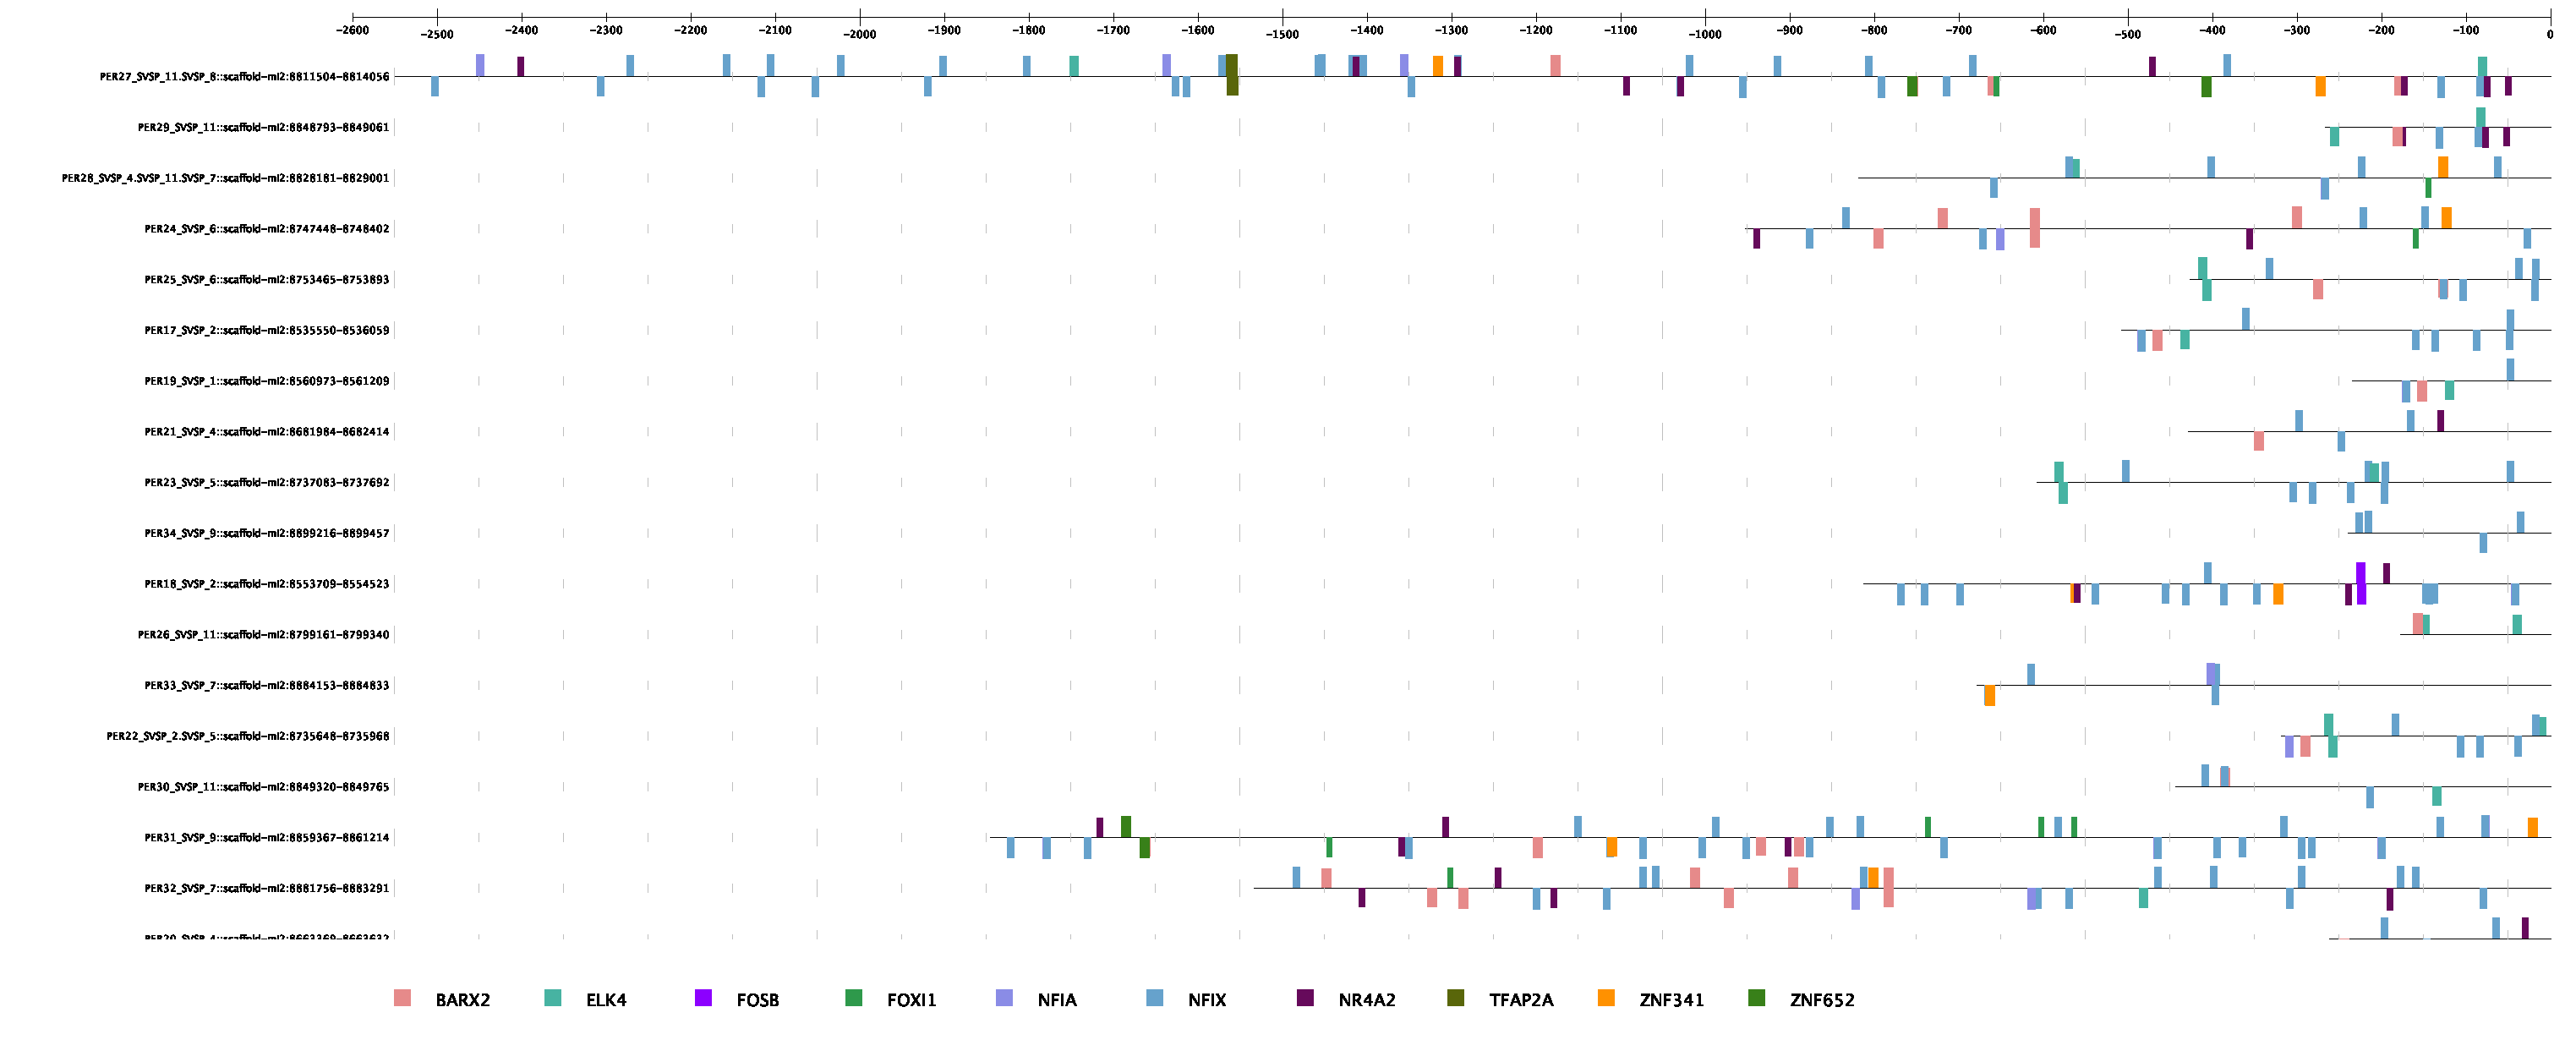 -2600 -2500 -2400 -2300 -2200 -2100 -2000 -1900 -1800 -1700 -1600 -1500 -1400 -1300 -1200 -1100 -1000 -900 -800 -700 -600 -500 -400 -300 -200 -100 0
PER27_SVSP_11.SVSP_8::scaffold-mi2:8811504-8814056
PER29_SVSP_11::scaffold-mi2:8848793-8849061
PER28_SVSP_4.SVSP_11.SVSP_7::scaffold-mi2:8828181-8829001
PER24_SVSP_6::scaffold-mi2:8747448-8748402
PER25_SVSP_6::scaffold-mi2:8753465-8753893
PER17_SVSP_2::scaffold-mi2:8535550-8536059
PER19_SVSP_1::scaffold-mi2:8560973-8561209
PER21_SVSP_4::scaffold-mi2:8681984-8682414
PER23_SVSP_5::scaffold-mi2:8737083-8737692
PER34_SVSP_9::scaffold-mi2:8899216-8899457
PER18_SVSP_2::scaffold-mi2:8553709-8554523
PER26_SVSP_11::scaffold-mi2:8799161-8799340
PER33_SVSP_7::scaffold-mi2:8884153-8884833
PER22_SVSP_2.SVSP_5::scaffold-mi2:8735648-8735968
PER30_SVSP_11::scaffold-mi2:8849320-8849765
PER31_SVSP_9::scaffold-mi2:8859367-8861214
PER32_SVSP_7::scaffold-mi2:8881756-8883291
BARX2 ELK4 FOSB FOXI1 NFIA NFIX NR4A2 TFAP2A ZNF341 ZNF652